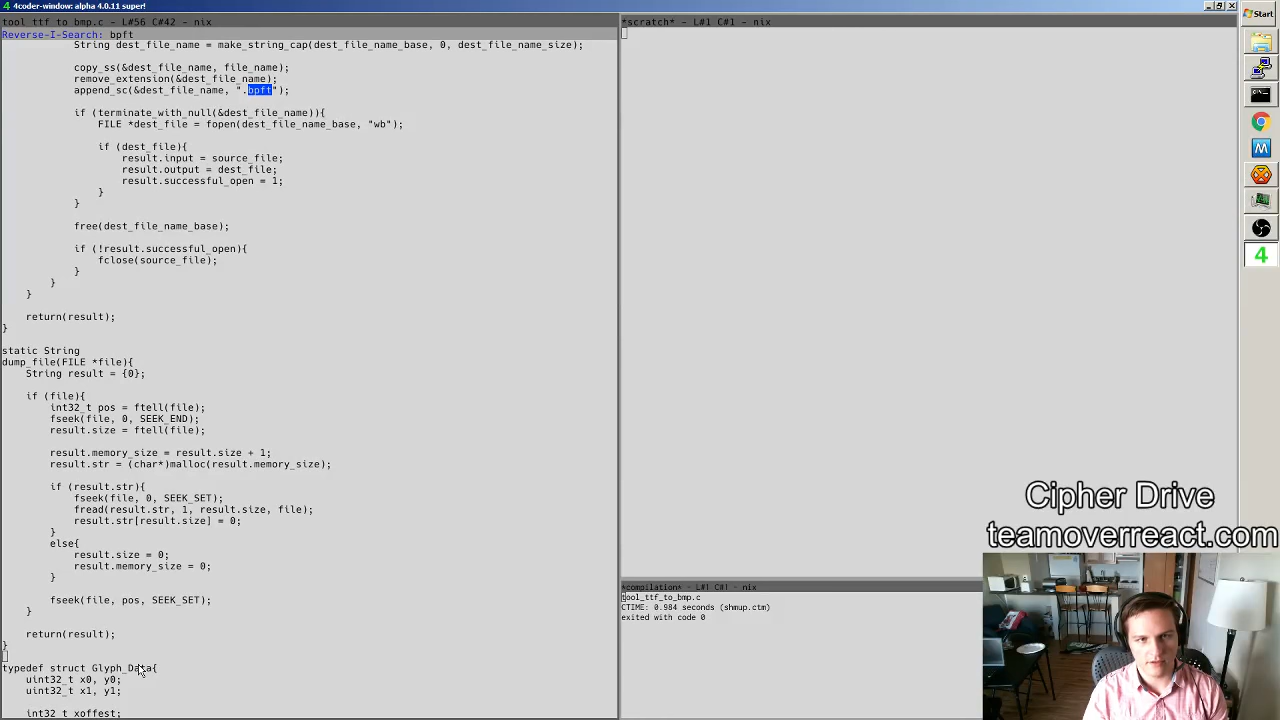 4 4coder-window: alpha 4.0.11 super!
tool_ttf_to_bmp.c - L#56 C#42 - nix
Reverse-I-Search: bpft
String dest_file_name = make_string_cap(dest_file_name_base, 0, dest_file_name_size);
copy_ss(&dest_file_name, file_name);
remove_extension(&dest_file_name);
append_sc(&dest_file_name, ".bpft");
if (terminate_with_null(&dest_file_name)){
FILE *dest_file = fopen(dest_file_name_base, "wb");
if (dest_file){
result.input = source_file;
result.output = dest_file;
result.successful_open = 1;
}
}
free(dest_file_name_base);
if (!result.successful_open){
fclose(source_file);
}
}
}
return(result);
}
static String
dump_file(FILE *file){
String result = {0};
if (file){
int32_t pos = ftell(file);
fseek(file, 0, SEEK_END);
result.size = ftell(file);
result.memory_size = result.size + 1;
result.str = (char*)malloc(result.memory_size);
if (result.str){
fseek(file, 0, SEEK_SET);
fread(result.str, 1, result.size, file);
result.str[result.size] = 0;
}
else{
result.size = 0;
result.memory_size = 0;
}
fseek(file, pos, SEEK_SET);
}
return(result);
}
typedef struct Glyph_Data{
uint32_t x0, y0;
uint32_t x1, y1;
int32_t xoffest;
*scratch* - L#1 C#1 - nix
*compilation* - L#1 C#1 - nix
tool_ttf_to_bmp.c
CTIME: 0.984 seconds (shmup.ctm)
exited with code 0
Start
M
4
Cipher Drive
teamoverreact.com